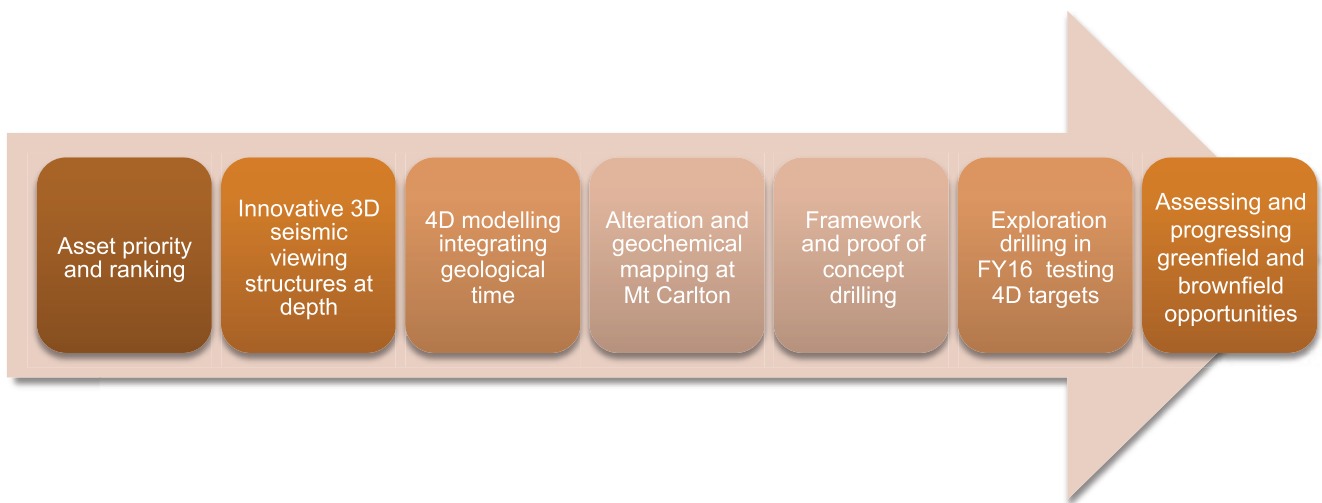 Asset priority
and ranking
Innovative 3D
seismic
viewing
structures at
depth
4D modelling
integrating
geological
time
Alteration and
geochemical
mapping at
Mt Carlton
Framework
and proof of
concept
drilling
Exploration
drilling in
FY16  testing
4D targets
Assessing and
progressing
greenfield and
brownfield
opportunities